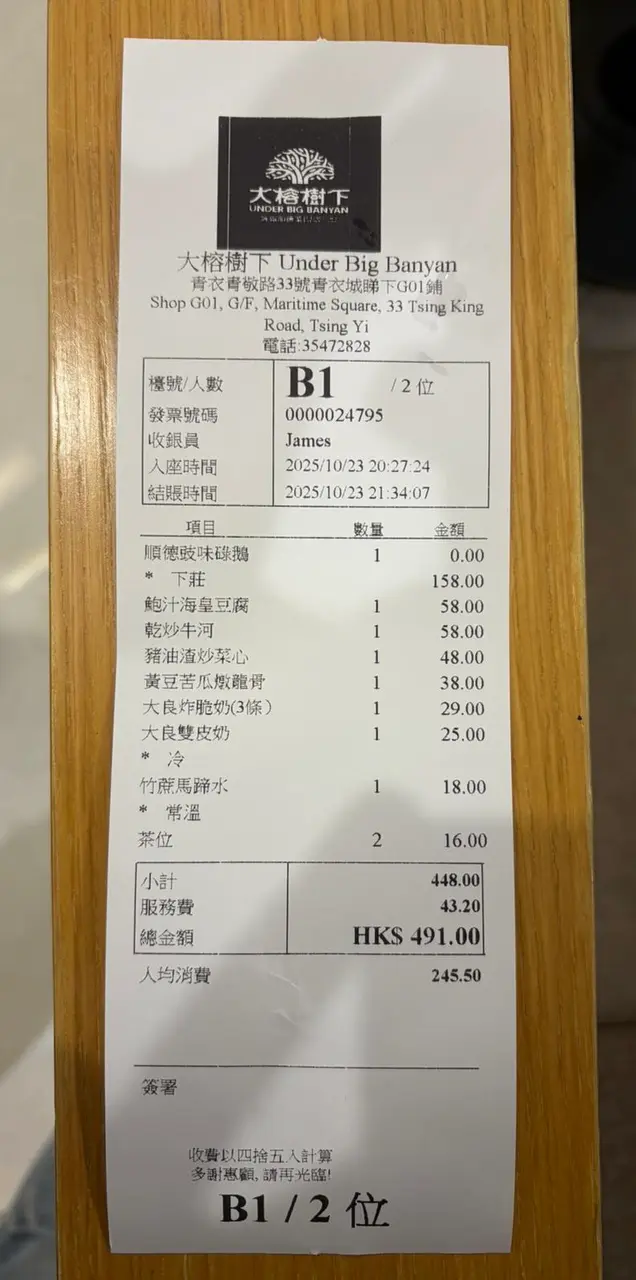 大榕樹下
UNDER BIG BANYAN
大榕樹下 Under Big Banyan
青衣青敬路33號青衣城睇下G01鋪
Shop G01, G/F, Maritime Square, 33 Tsing King
Road, Tsing Yi
電話:35472828
檯號/人數 B1 / 2 位
發票號碼 0000024795
收銀員 James
入座時間 2025/10/23 20:27:24
結賬時間 2025/10/23 21:34:07
項目 數量 金額
順德豉味碌鵝 1 0.00
* 下莊 158.00
鮑汁海皇豆腐 1 58.00
乾炒牛河 1 58.00
豬油渣炒菜心 1 48.00
黃豆苦瓜燉龍骨 1 38.00
大良炸脆奶(3條) 1 29.00
大良雙皮奶 1 25.00
* 冷
竹蔗馬蹄水 1 18.00
* 常溫
茶位 2 16.00
小計 448.00
服務費 43.20
總金額 HK$ 491.00
人均消費 245.50
簽署
收費以四捨五入計算
多謝惠顧, 請再光臨!
B1 / 2 位